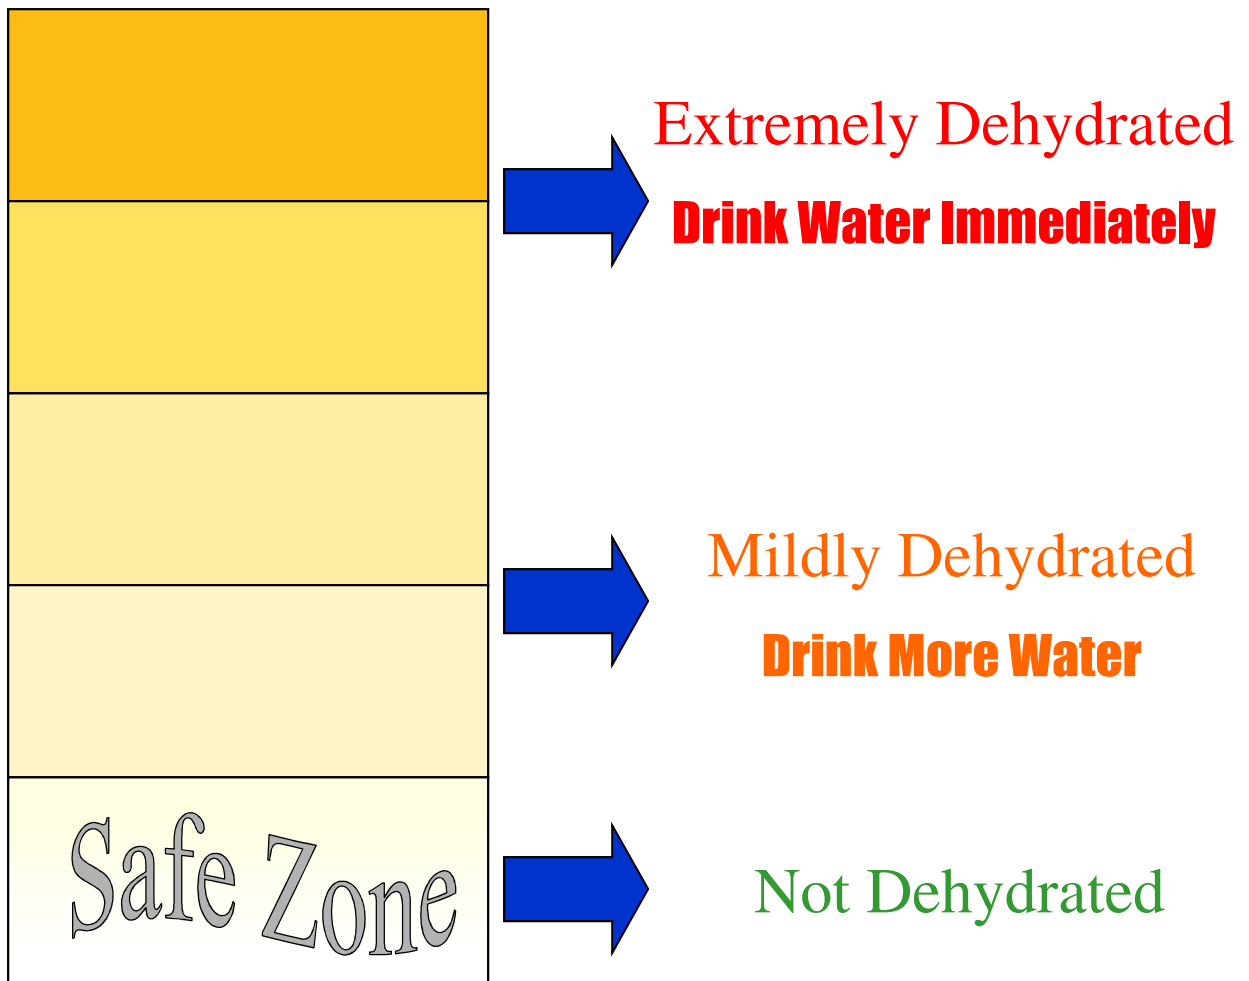 Extremely Dehydrated
Drink Water Immediately
Mildly Dehydrated
Drink More Water
Safe Zone
Not Dehydrated